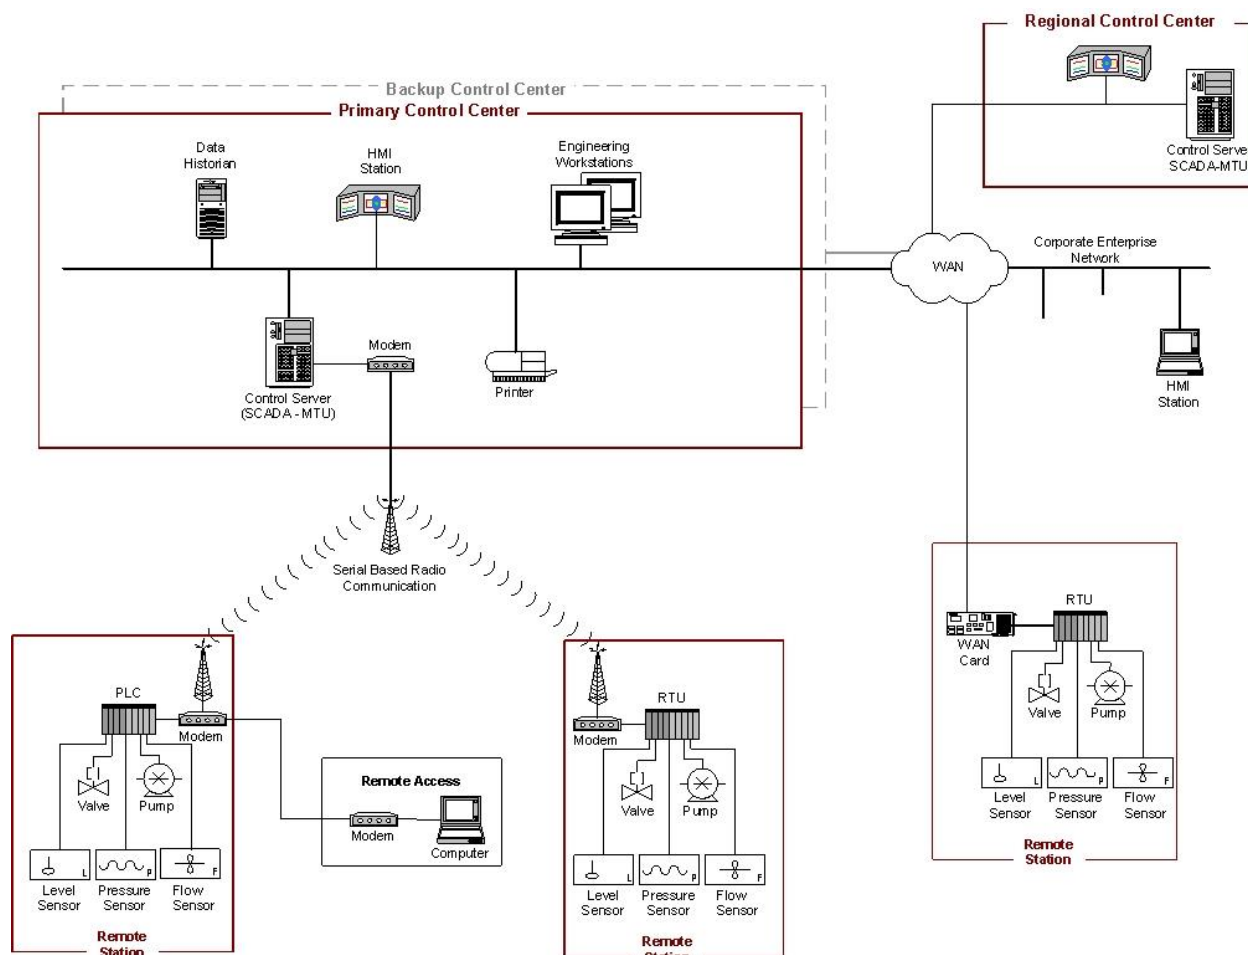 Regional Control Center
Control Server
SCADA-MTU
Backup Control Center
Primary Control Center
Data
Historian
HMI
Station
Engineering
Workstations
Control Server
(SCADA - MTU)
Modem
Printer
WAN
Corporate Enterprise
Network
HMI
Station
Serial Based Radio
Communication
PLC
Modem
Valve
Pump
L
P
F
Level
Sensor
Pressure
Sensor
Flow
Sensor
Remote
Station
Remote Access
Modem
Computer
RTU
Modem
Valve
Pump
L
P
F
Level
Sensor
Pressure
Sensor
Flow
Sensor
Remote
Station
RTU
WAN
Card
Valve
Pump
L
P
F
Level
Sensor
Pressure
Sensor
Flow
Sensor
Remote
Station